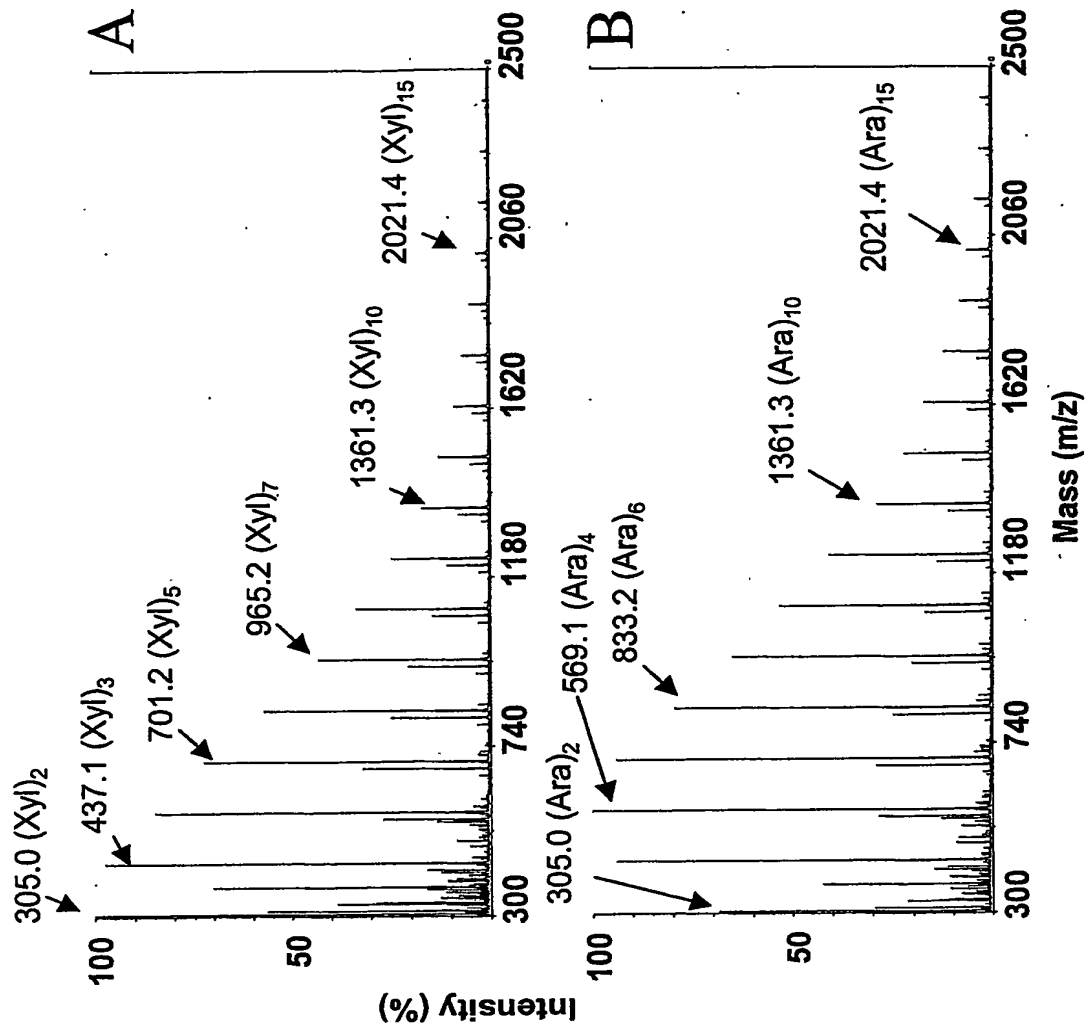 A
100
50
305.0 (Xyl)₂
437.1 (Xyl)₃
701.2 (Xyl)₅
965.2 (Xyl)₇
1361.3 (Xyl)₁₀
2021.4 (Xyl)₁₅
300
740
1180
1620
2060
2500
Intensity (%)
B
100
50
305.0 (Ara)₂
569.1 (Ara)₄
833.2 (Ara)₆
1361.3 (Ara)₁₀
2021.4 (Ara)₁₅
300
740
1180
1620
2060
2500
Mass (m/z)